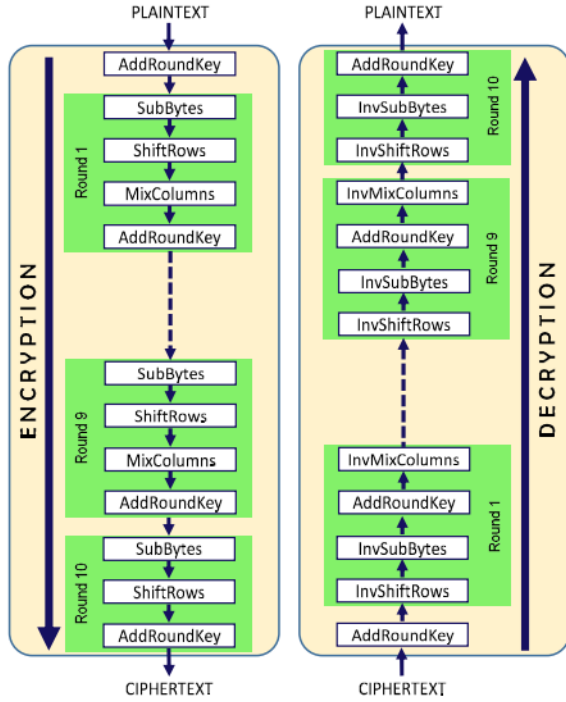 PLAINTEXT
AddRoundKey
SubBytes
ShiftRows
MixColumns
AddRoundKey
Round 1
SubBytes
ShiftRows
MixColumns
AddRoundKey
Round 9
SubBytes
ShiftRows
AddRoundKey
Round 10
CIPHERTEXT
ENCRYPTION
PLAINTEXT
AddRoundKey
InvSubBytes
InvShiftRows
Round 10
InvMixColumns
AddRoundKey
InvSubBytes
InvShiftRows
Round 9
InvMixColumns
AddRoundKey
InvSubBytes
InvShiftRows
Round 1
AddRoundKey
CIPHERTEXT
DECRYPTION